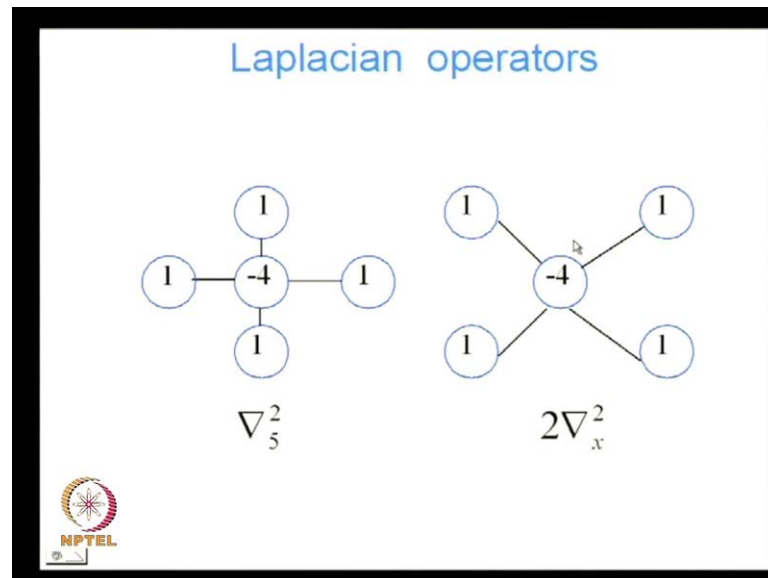 Laplacian operators
1 1 1
1 -4 1 -4
1 1 1
∇₅² 2∇ₓ²
NPTEL